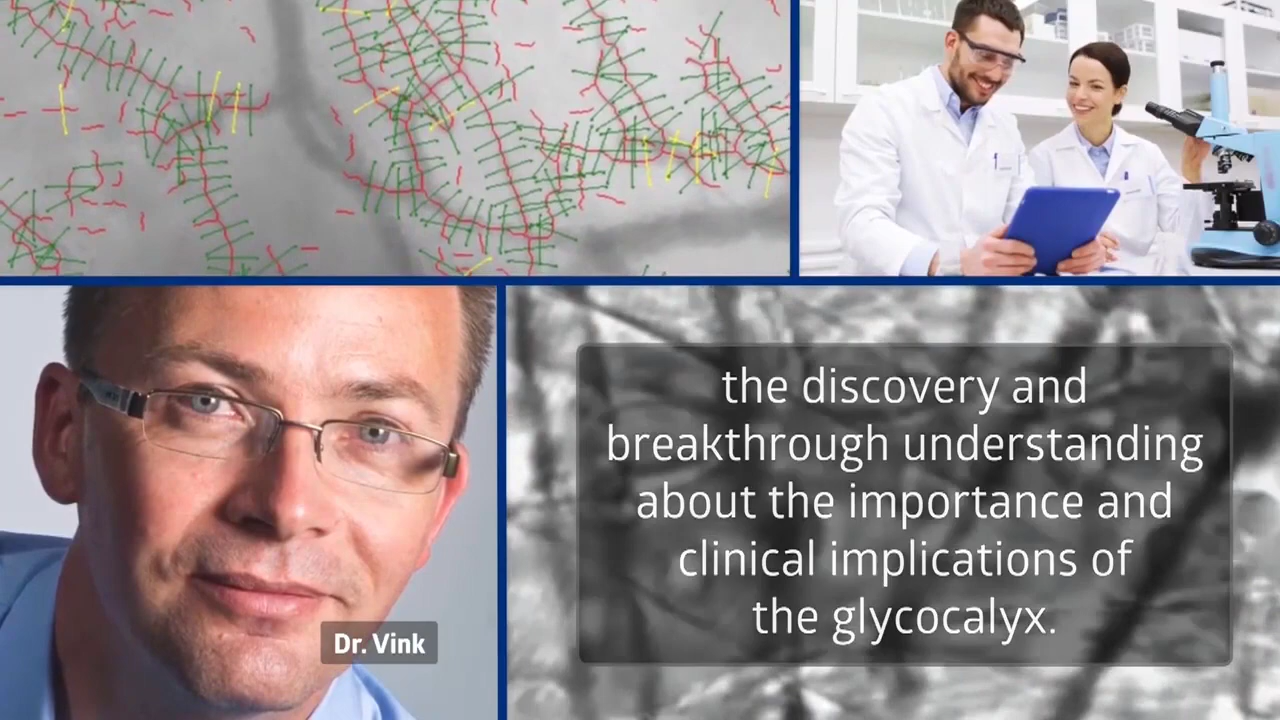 Dr. Vink
the discovery and
breakthrough understanding
about the importance and
clinical implications of
the glycocalyx.